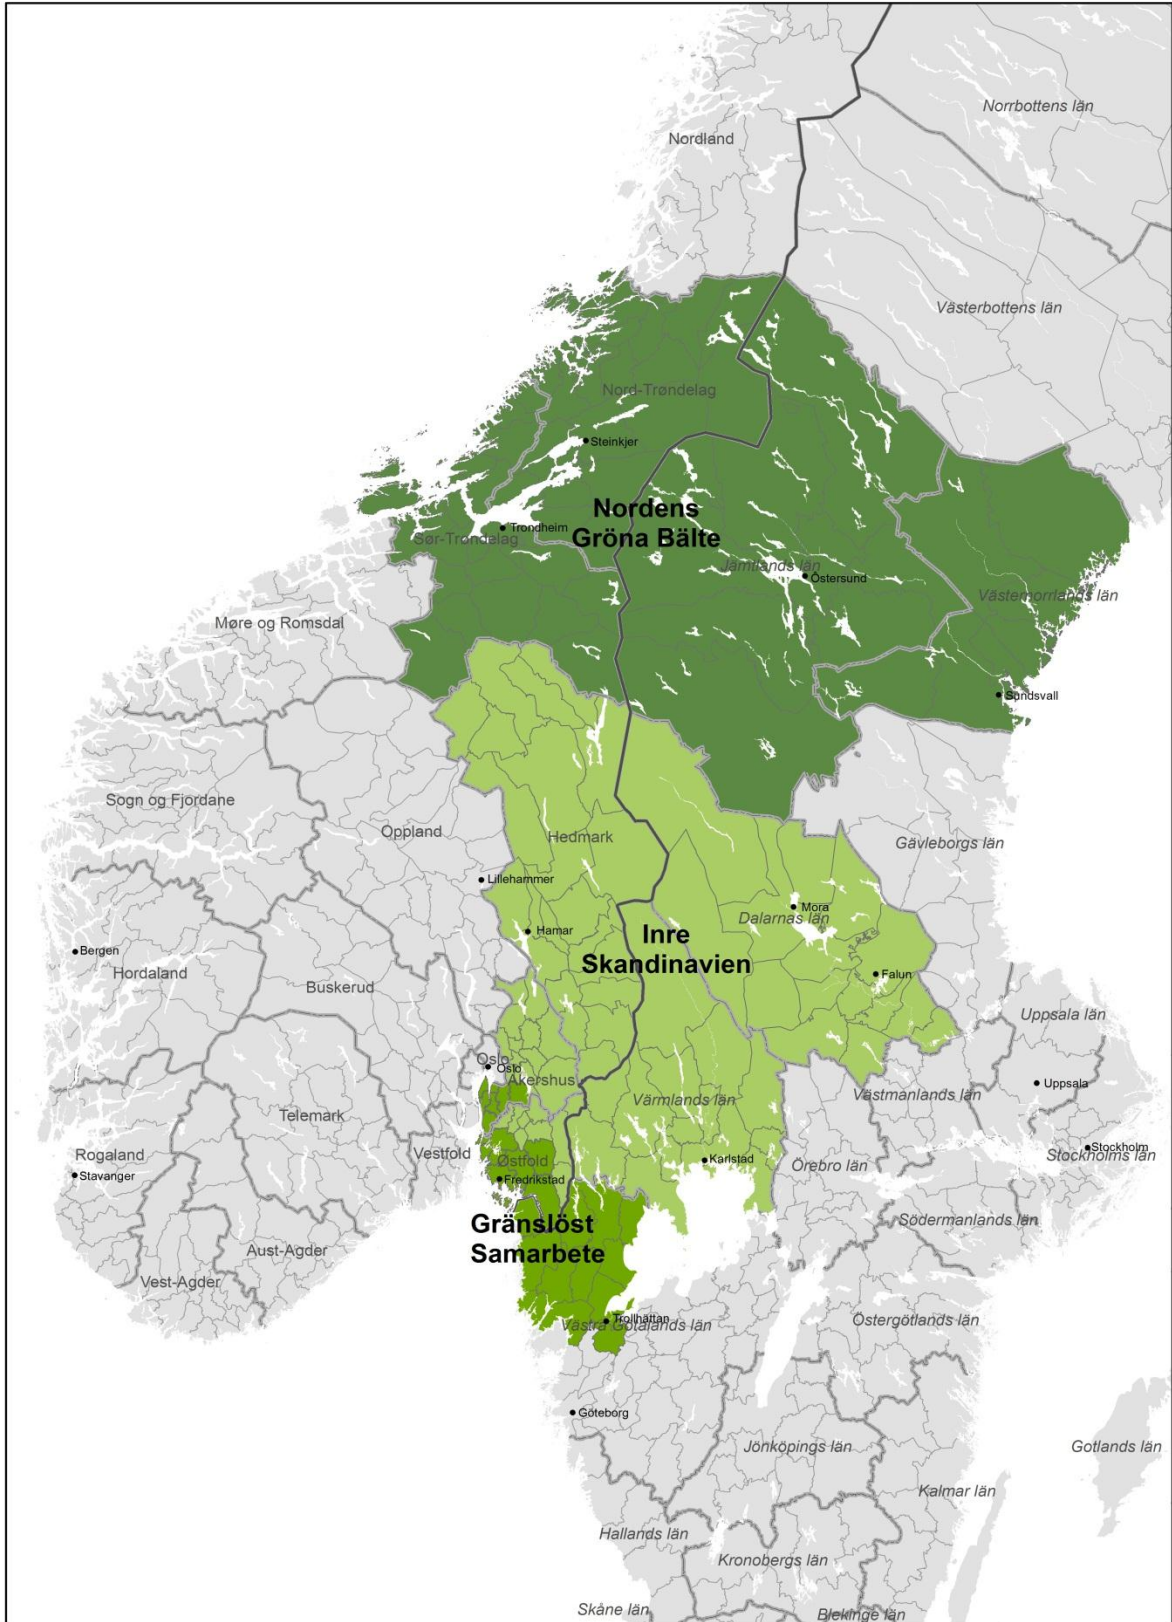 Norrbottens län
Nordland
Västerbottens län
Nord-Trøndelag
Steinkjer
Nordens
Gröna Bälte
Trondheim
Sør-Trøndelag
Jämtlands län
Östersund
Västernorrlands län
Møre og Romsdal
Sundsvall
Sogn og Fjordane
Oppland
Hedmark
Gävleborgs län
Lillehammer
Mora
Dalarnas län
Hamar
Inre
Skandinavien
Bergen
Hordaland
Falun
Buskerud
Uppsala län
Oslo
Oslo
Akershus
Uppsala
Telemark
Värmlands län
Västmanlands län
Rogaland
Vestfold
Østfold
Stavanger
Fredrikstad
Karlstad
Örebro län
Stockholm
Stockholms län
Gränslöst
Samarbete
Södermanlands län
Aust-Agder
Vest-Agder
Trollhättan
Västra Götalands län
Östergötlands län
Göteborg
Jönköpings län
Gotlands län
Kalmar län
Hallands län
Kronobergs län
Skåne län
Blekinge län